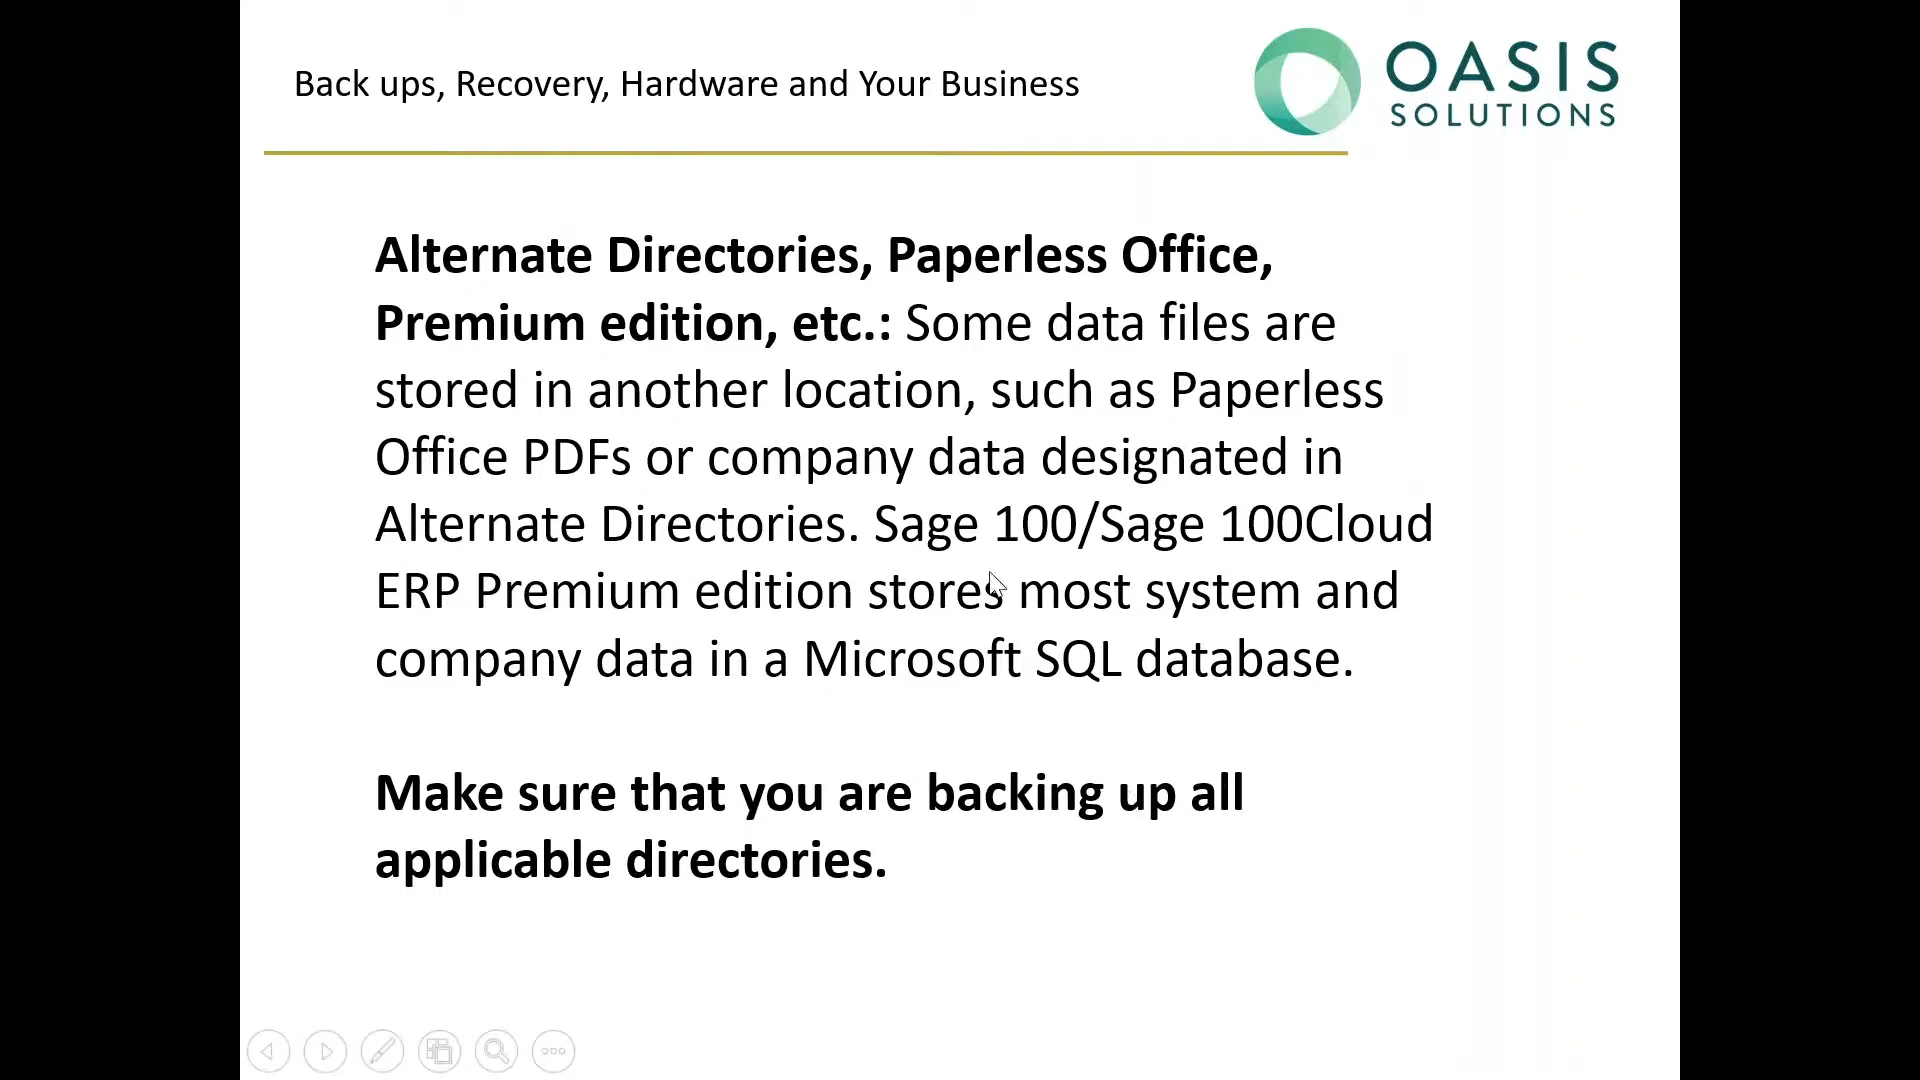 Back ups, Recovery, Hardware and Your Business
OASIS
SOLUTIONS
Alternate Directories, Paperless Office,
Premium edition, etc.: Some data files are
stored in another location, such as Paperless
Office PDFs or company data designated in
Alternate Directories. Sage 100/Sage 100Cloud
ERP Premium edition stores most system and
company data in a Microsoft SQL database.
Make sure that you are backing up all
applicable directories.